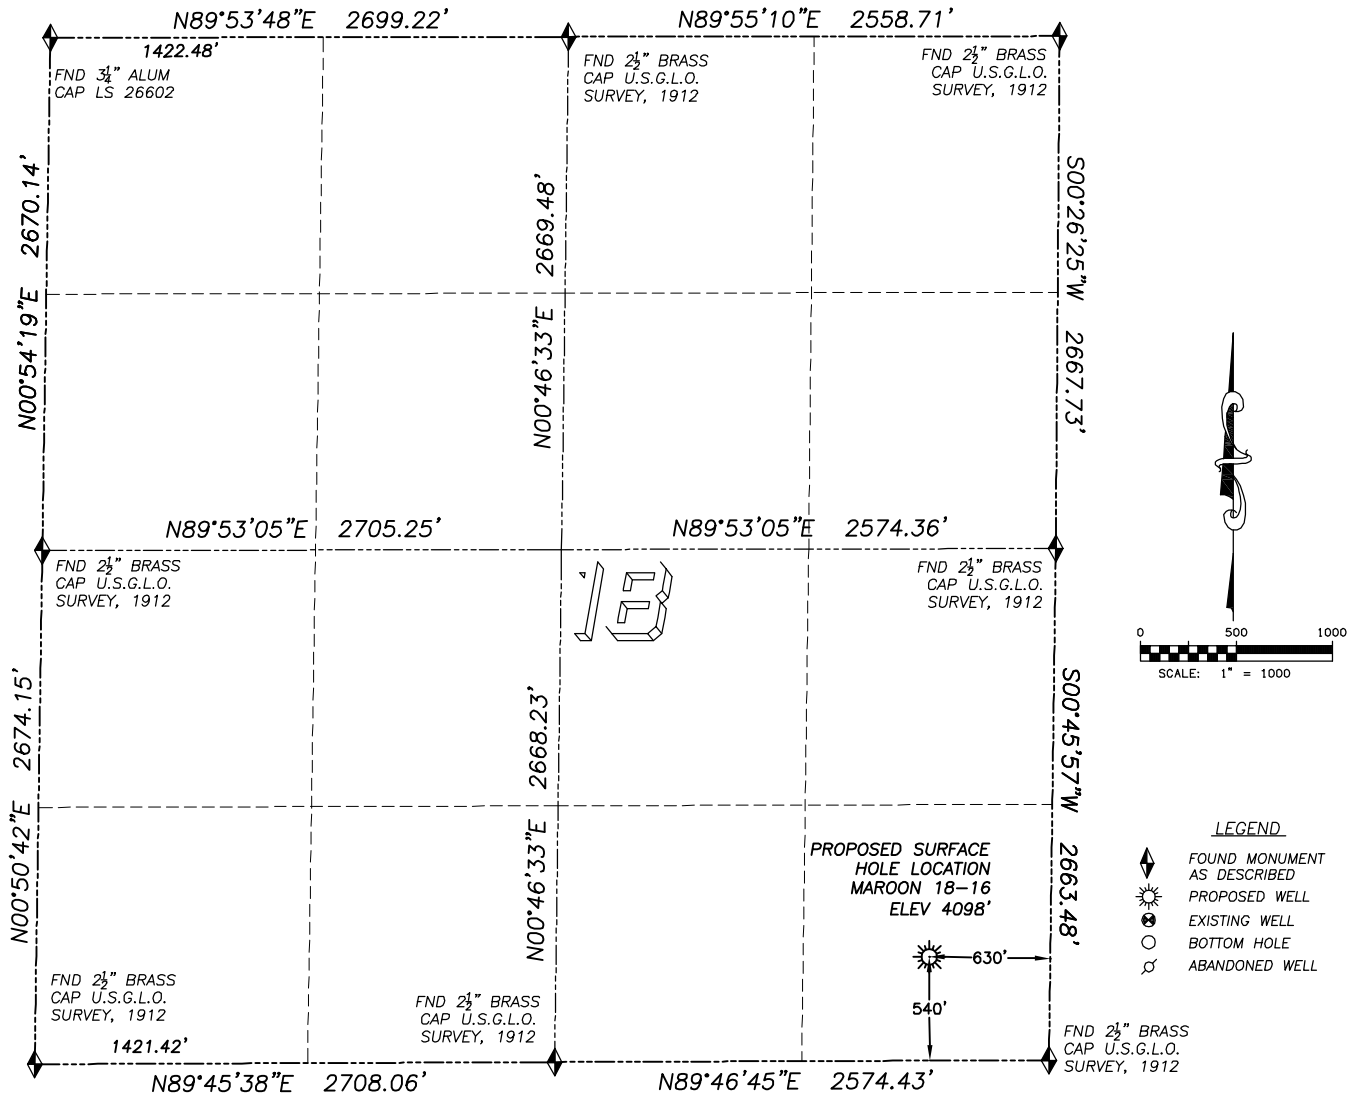 N89°53'48"E 2699.22'
N89°55'10"E 2558.71'
1422.48'
FND 3¼" ALUM
CAP LS 26602
FND 2½" BRASS
CAP U.S.G.L.O.
SURVEY, 1912
FND 2½" BRASS
CAP U.S.G.L.O.
SURVEY, 1912
N00°54'19"E 2670.14'
N00°46'33"E 2669.48'
S00°26'25"W 2667.73'
N89°53'05"E 2705.25'
N89°53'05"E 2574.36'
FND 2½" BRASS
CAP U.S.G.L.O.
SURVEY, 1912
18
FND 2½" BRASS
CAP U.S.G.L.O.
SURVEY, 1912
0 500 1000
SCALE: 1" = 1000
N00°50'42"E 2674.15'
N00°46'33"E 2668.23'
S00°45'57"W 2663.48'
PROPOSED SURFACE
HOLE LOCATION
MAROON 18-16
ELEV 4098'
630'
540'
LEGEND
FOUND MONUMENT
AS DESCRIBED
PROPOSED WELL
EXISTING WELL
BOTTOM HOLE
ABANDONED WELL
FND 2½" BRASS
CAP U.S.G.L.O.
SURVEY, 1912
FND 2½" BRASS
CAP U.S.G.L.O.
SURVEY, 1912
FND 2½" BRASS
CAP U.S.G.L.O.
SURVEY, 1912
1421.42'
N89°45'38"E 2708.06'
N89°46'45"E 2574.43'